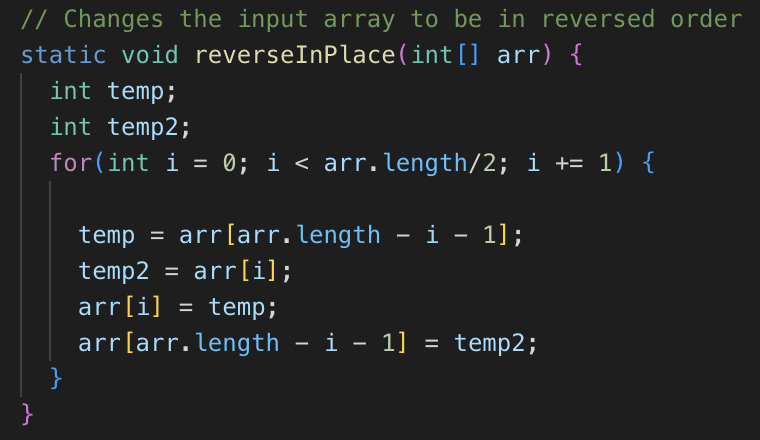 // Changes the input array to be in reversed order
static void reverseInPlace(int[] arr) {
  int temp;
  int temp2;
  for(int i = 0; i < arr.length/2; i += 1) {

    temp = arr[arr.length - i - 1];
    temp2 = arr[i];
    arr[i] = temp;
    arr[arr.length - i - 1] = temp2;
  }
}